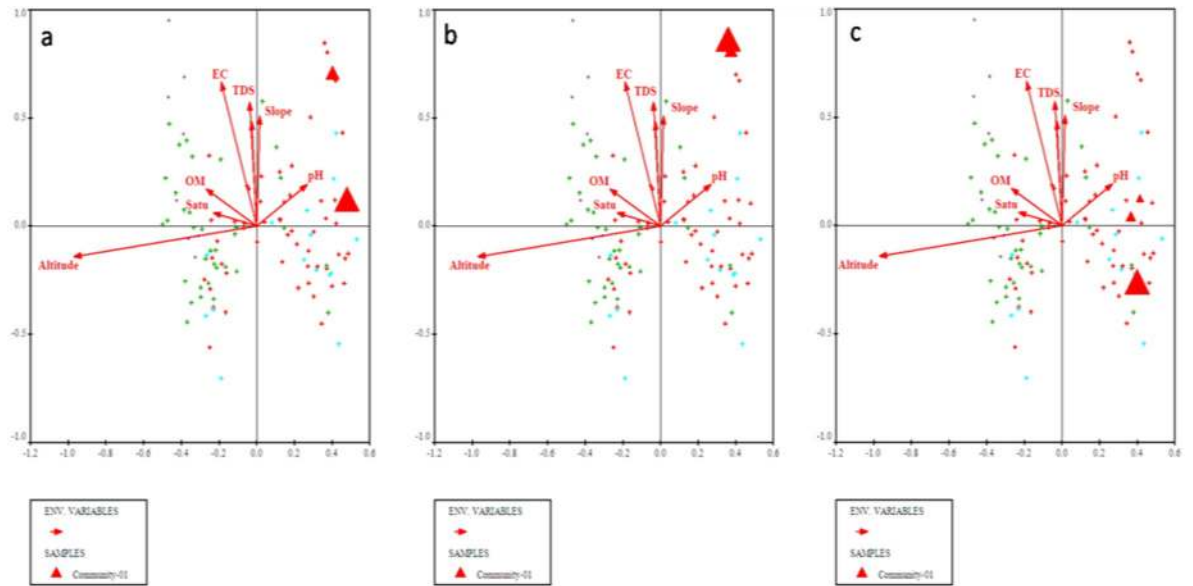 a
1.0
EC
TDS
Slope
0.5
OM
pH
Satu
0.0
Altitude
-0.5
-1.0
-1.2 -1.0 -0.8 -0.6 -0.4 -0.2 0.0 0.2 0.4 0.6
ENV. VARIABLES
SAMPLES
Community-01
b
1.0
EC
TDS
Slope
0.5
OM
pH
Satu
0.0
Altitude
-0.5
-1.0
-1.2 -1.0 -0.8 -0.6 -0.4 -0.2 0.0 0.2 0.4 0.6
ENV. VARIABLES
SAMPLES
Community-01
c
1.0
EC
TDS
Slope
0.5
OM
pH
Satu
0.0
Altitude
-0.5
-1.0
-1.2 -1.0 -0.8 -0.6 -0.4 -0.2 0.0 0.2 0.4 0.6
ENV. VARIABLES
SAMPLES
Community-01